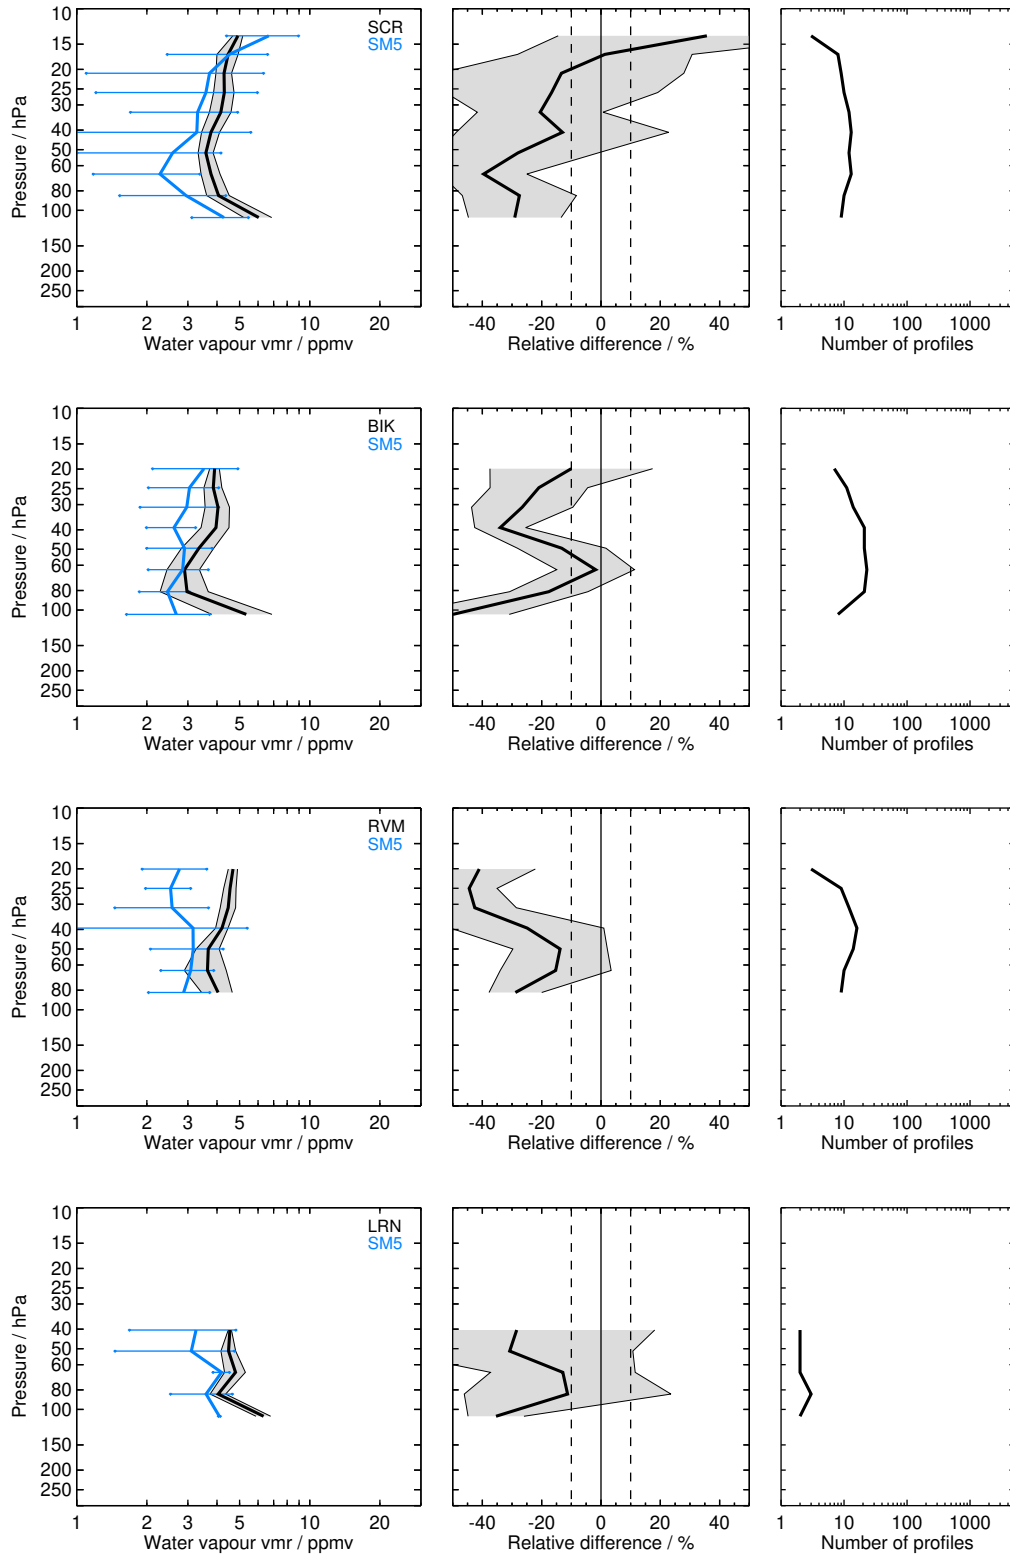 10
15
20
25
30
40
50
60
80
100
150
200
250
Pressure / hPa
SCR
SM5
1 2 3 5 10 20
Water vapour vmr / ppmv
-40 -20 0 20 40
Relative difference / %
1 10 100 1000
Number of profiles
10
15
20
25
30
40
50
60
80
100
150
200
250
Pressure / hPa
BIK
SM5
1 2 3 5 10 20
Water vapour vmr / ppmv
-40 -20 0 20 40
Relative difference / %
1 10 100 1000
Number of profiles
10
15
20
25
30
40
50
60
80
100
150
200
250
Pressure / hPa
RVM
SM5
1 2 3 5 10 20
Water vapour vmr / ppmv
-40 -20 0 20 40
Relative difference / %
1 10 100 1000
Number of profiles
10
15
20
25
30
40
50
60
80
100
150
200
250
Pressure / hPa
LRN
SM5
1 2 3 5 10 20
Water vapour vmr / ppmv
-40 -20 0 20 40
Relative difference / %
1 10 100 1000
Number of profiles